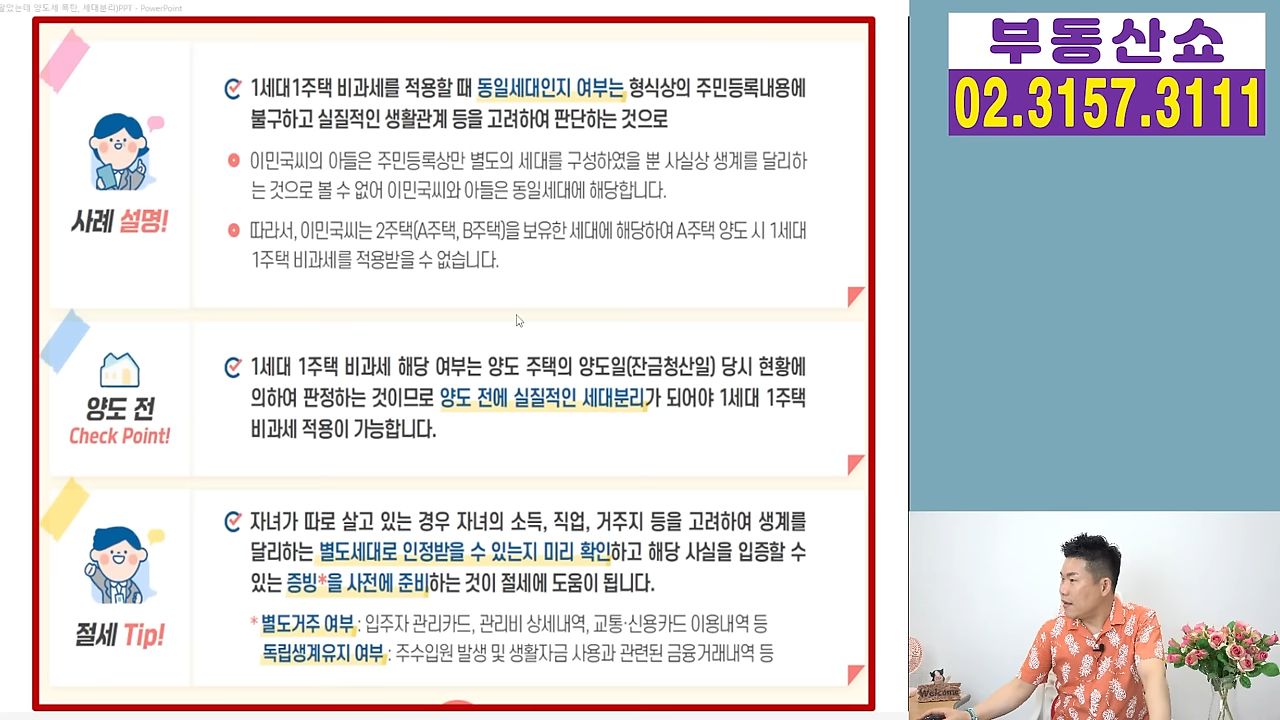 알았는데 양도세 폭탄, 세대분리)PPT - PowerPoint
부동산쇼
02.3157.3111
1세대1주택 비과세를 적용할 때 동일세대인지 여부는 형식상의 주민등록내용에
불구하고 실질적인 생활관계 등을 고려하여 판단하는 것으로
이민국씨의 아들은 주민등록상만 별도의 세대를 구성하였을 뿐 사실상 생계를 달리하
는 것으로 볼 수 없어 이민국씨와 아들은 동일세대에 해당합니다.
사례 설명!
따라서, 이민국씨는 2주택(A주택, B주택)을 보유한 세대에 해당하여 A주택 양도 시 1세대
1주택 비과세를 적용받을 수 없습니다.
1세대 1주택 비과세 해당 여부는 양도 주택의 양도일(잔금청산일) 당시 현황에
의하여 판정하는 것이므로 양도 전에 실질적인 세대분리가 되어야 1세대 1주택
비과세 적용이 가능합니다.
양도 전
Check Point!
자녀가 따로 살고 있는 경우 자녀의 소득, 직업, 거주지 등을 고려하여 생계를
달리하는 별도세대로 인정받을 수 있는지 미리 확인하고 해당 사실을 입증할 수
있는 증빙*을 사전에 준비하는 것이 절세에 도움이 됩니다.
절세 Tip!
* 별도거주 여부 : 입주자 관리카드, 관리비 상세내역, 교통·신용카드 이용내역 등
독립생계유지 여부 : 주수입원 발생 및 생활자금 사용과 관련된 금융거래내역 등
Welcome